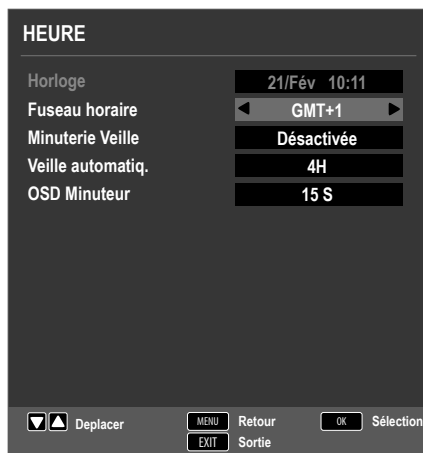 HEURE
Horloge 21/Fév 10:11
Fuseau horaire GMT+1
Minuterie Veille Désactivée
Veille automatiq. 4H
OSD Minuteur 15 S
Deplacer MENU Retour OK Sélection
EXIT Sortie